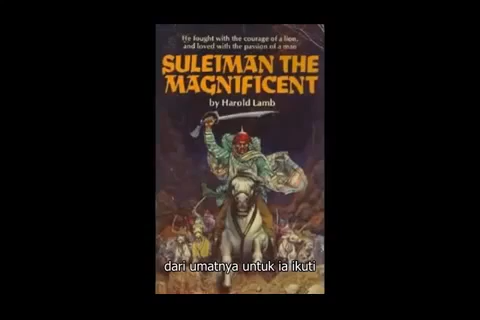 He fought with the courage of a lion,
and loved with the passion of a man
SULEIMAN THE
MAGNIFICENT
by Harold Lamb
dari umatnya untuk ia ikuti